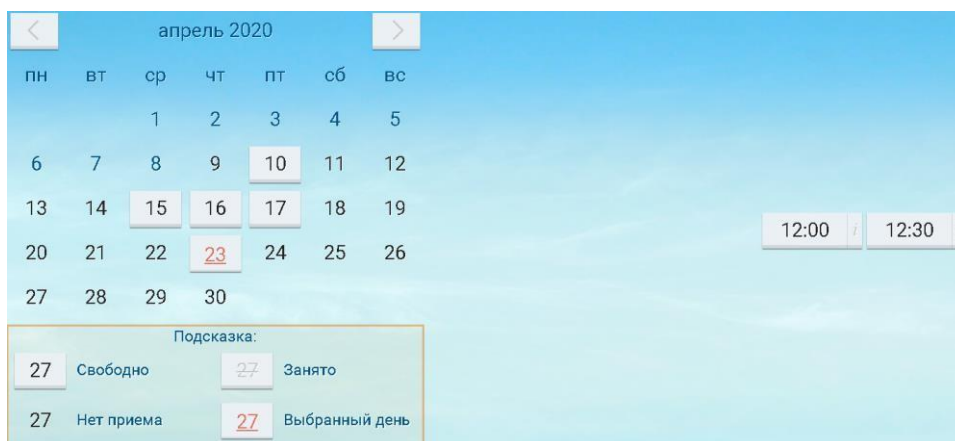 < апрель 2020 >
пн вт ср чт пт сб вс
1 2 3 4 5
6 7 8 9 10 11 12
13 14 15 16 17 18 19
20 21 22 23 24 25 26
27 28 29 30
12:00 i 12:30
Подсказка:
27 Свободно 27 Занято
27 Нет приема 27 Выбранный день